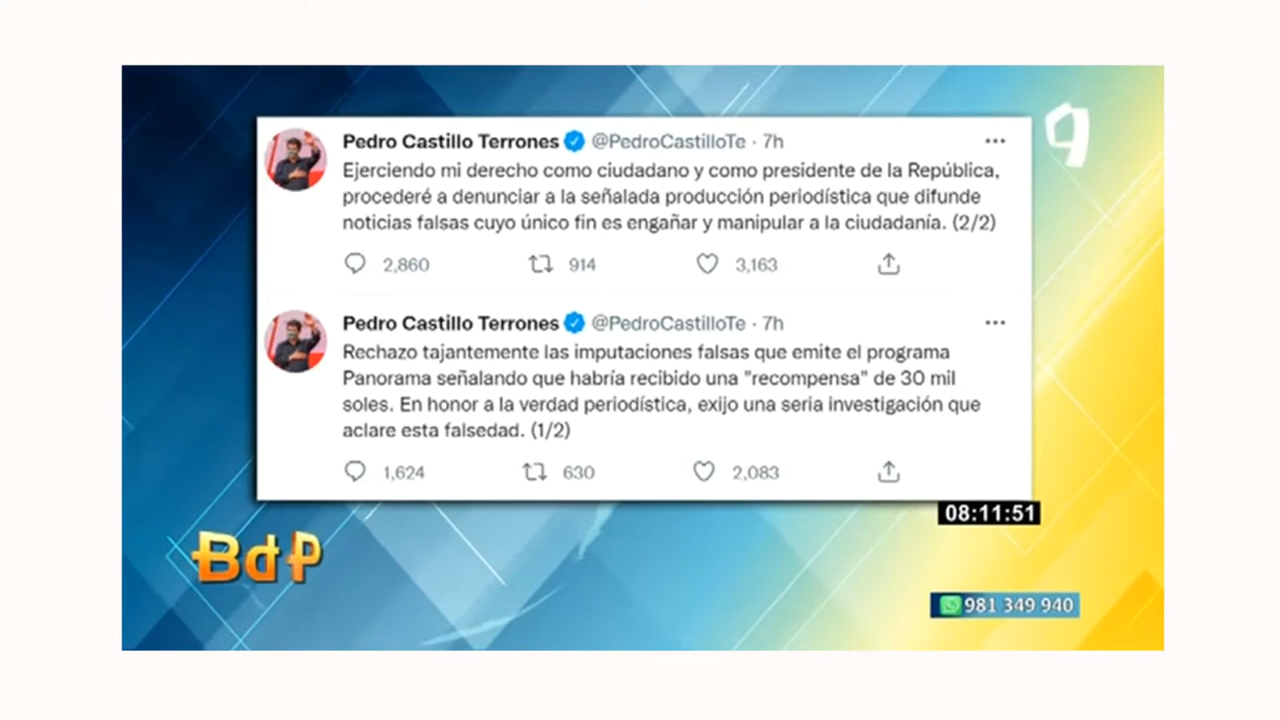 Pedro Castillo Terrones @PedroCastilloTe · 7h
Ejerciendo mi derecho como ciudadano y como presidente de la República,
procederé a denunciar a la señalada producción periodística que difunde
noticias falsas cuyo único fin es engañar y manipular a la ciudadanía. (2/2)
2,860 914 3,163
Pedro Castillo Terrones @PedroCastilloTe · 7h
Rechazo tajantemente las imputaciones falsas que emite el programa
Panorama señalando que habría recibido una "recompensa" de 30 mil
soles. En honor a la verdad periodística, exijo una seria investigación que
aclare esta falsedad. (1/2)
1,624 630 2,083
08:11:51
BdP
981 349 940